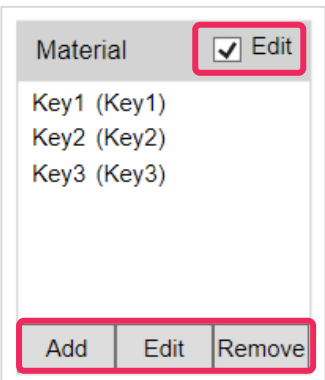 Material Edit
Key1 (Key1)
Key2 (Key2)
Key3 (Key3)
Add Edit Remove